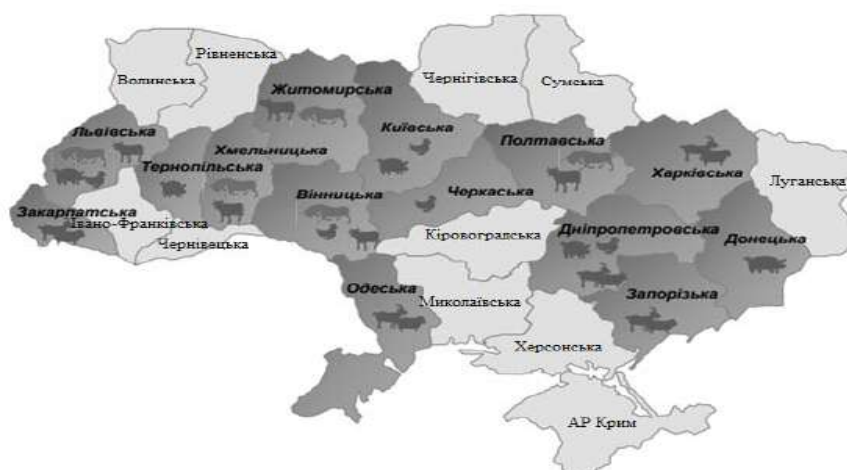 Рівненська
Волинська
Чернігівська
Сумська
Житомирська
Київська
Львівська
Хмельницька
Полтавська
Тернопільська
Харківська
Луганська
Вінницька
Черкаська
Закарпатська
Івано-Франківська
Чернівецька
Кіровоградська
Дніпропетровська
Донецька
Одеська
Миколаївська
Запорізька
Херсонська
АР Крим